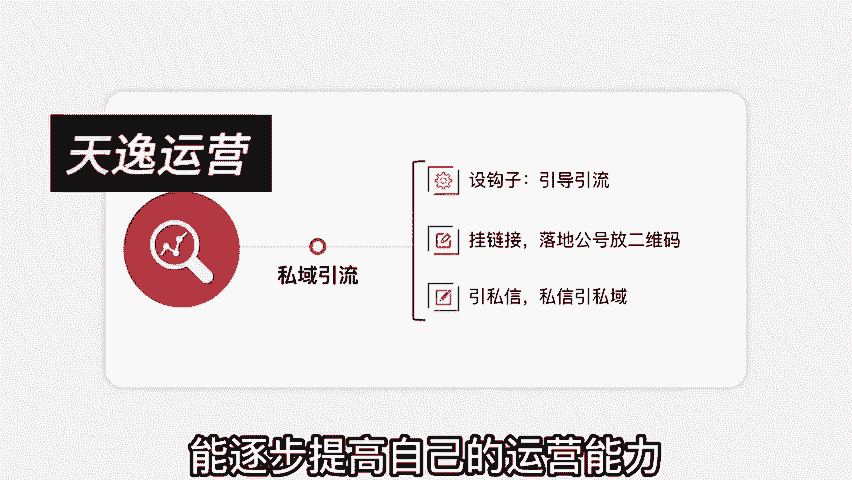 天逸运营
私域引流
设钩子：引导引流
挂链接，落地公号放二维码
引私信，私信引私域
能逐步提高自己的运营能力